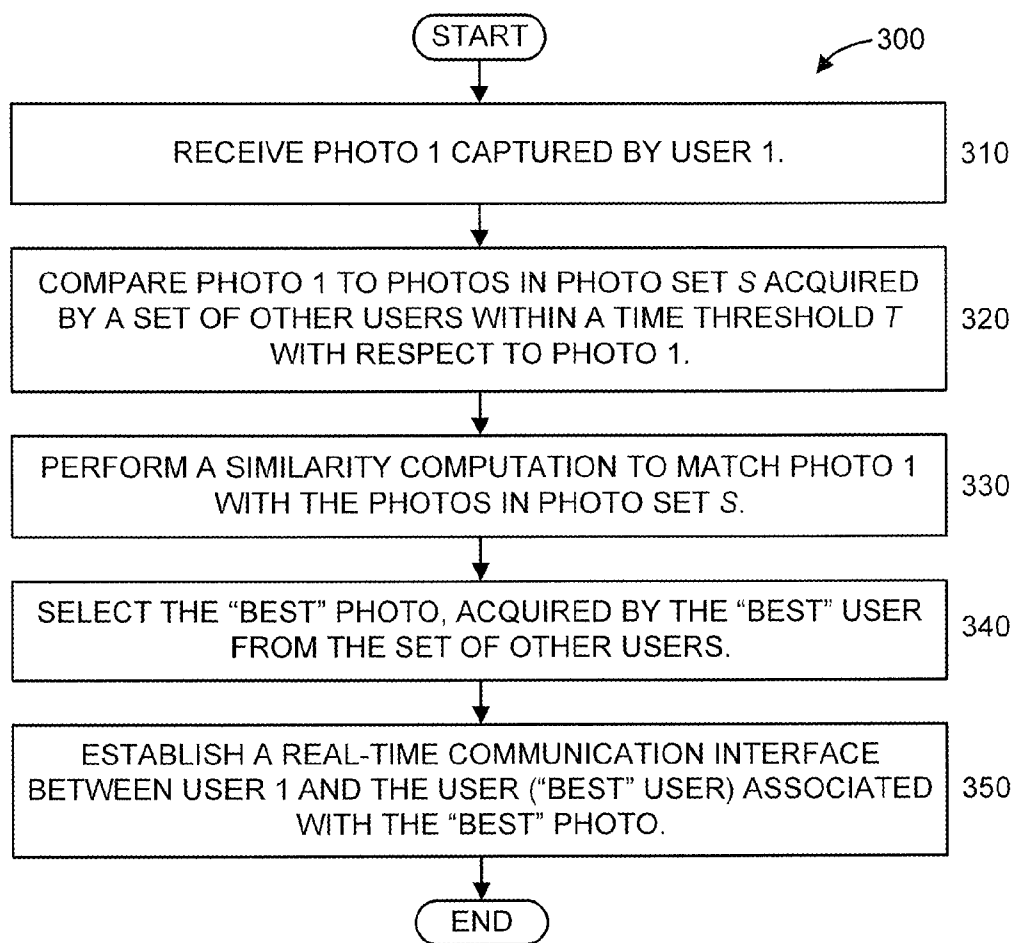 START
300
RECEIVE PHOTO 1 CAPTURED BY USER 1.
310
COMPARE PHOTO 1 TO PHOTOS IN PHOTO SET S ACQUIRED
BY A SET OF OTHER USERS WITHIN A TIME THRESHOLD T
WITH RESPECT TO PHOTO 1.
320
PERFORM A SIMILARITY COMPUTATION TO MATCH PHOTO 1
WITH THE PHOTOS IN PHOTO SET S.
330
SELECT THE “BEST” PHOTO, ACQUIRED BY THE “BEST” USER
FROM THE SET OF OTHER USERS.
340
ESTABLISH A REAL-TIME COMMUNICATION INTERFACE
BETWEEN USER 1 AND THE USER (“BEST” USER) ASSOCIATED
WITH THE “BEST” PHOTO.
350
END